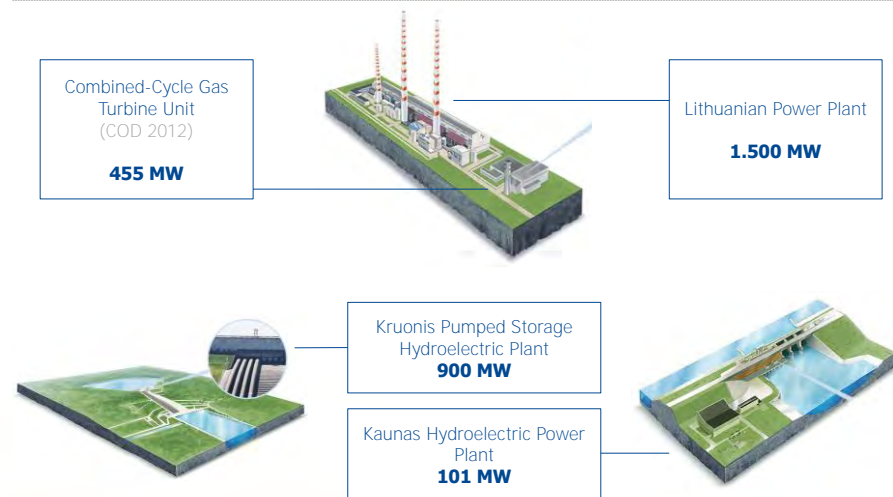 Combined-Cycle Gas
Turbine Unit
(COD 2012)
455 MW
Lithuanian Power Plant
1.500 MW
Kruonis Pumped Storage
Hydroelectric Plant
900 MW
Kaunas Hydroelectric Power
Plant
101 MW